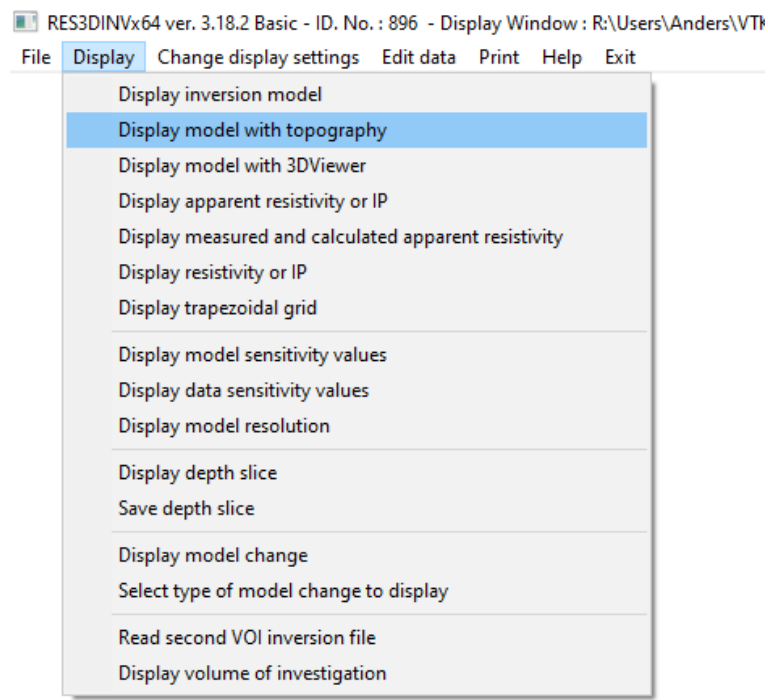 RES3DINVx64 ver. 3.18.2 Basic - ID. No. : 896 - Display Window : R:\Users\Anders\VTK
File Display Change display settings Edit data Print Help Exit
Display inversion model
Display model with topography
Display model with 3DViewer
Display apparent resistivity or IP
Display measured and calculated apparent resistivity
Display resistivity or IP
Display trapezoidal grid
Display model sensitivity values
Display data sensitivity values
Display model resolution
Display depth slice
Save depth slice
Display model change
Select type of model change to display
Read second VOI inversion file
Display volume of investigation